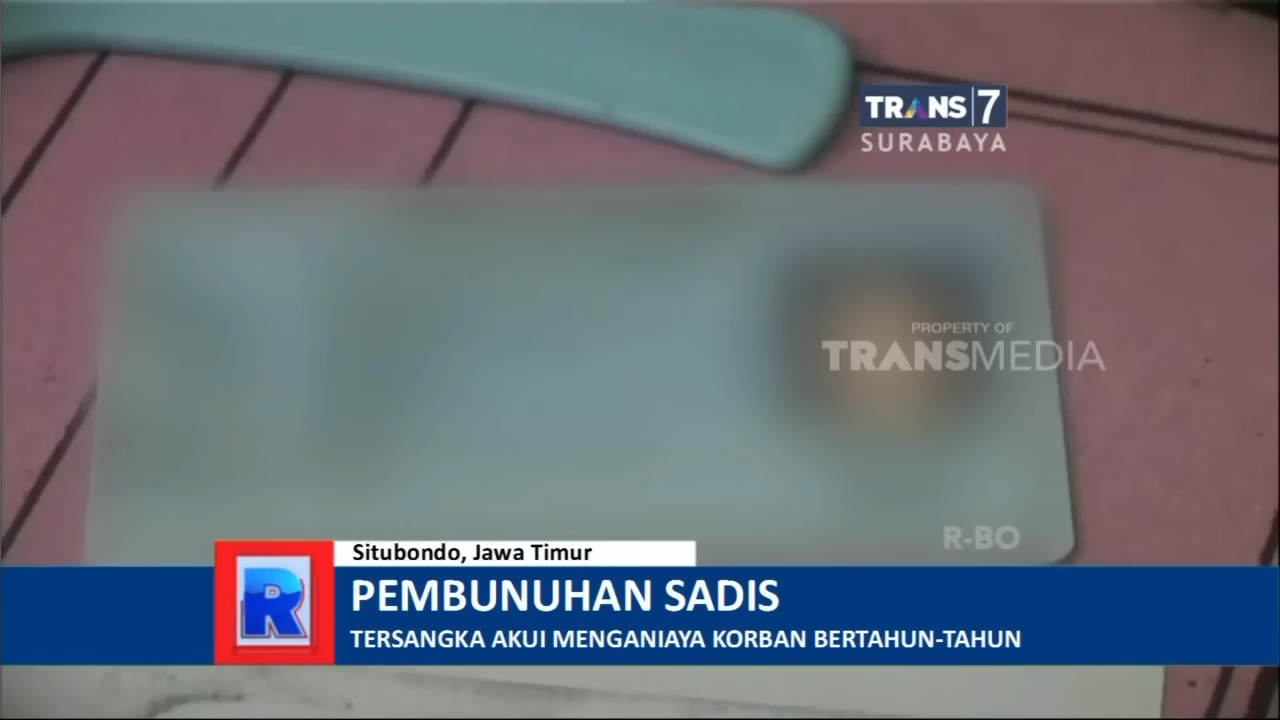 TRANS|7
SURABAYA
PROPERTY OF
TRANSMEDIA
R-BO
Situbondo, Jawa Timur
R
PEMBUNUHAN SADIS
TERSANGKA AKUI MENGANIAYA KORBAN BERTAHUN-TAHUN